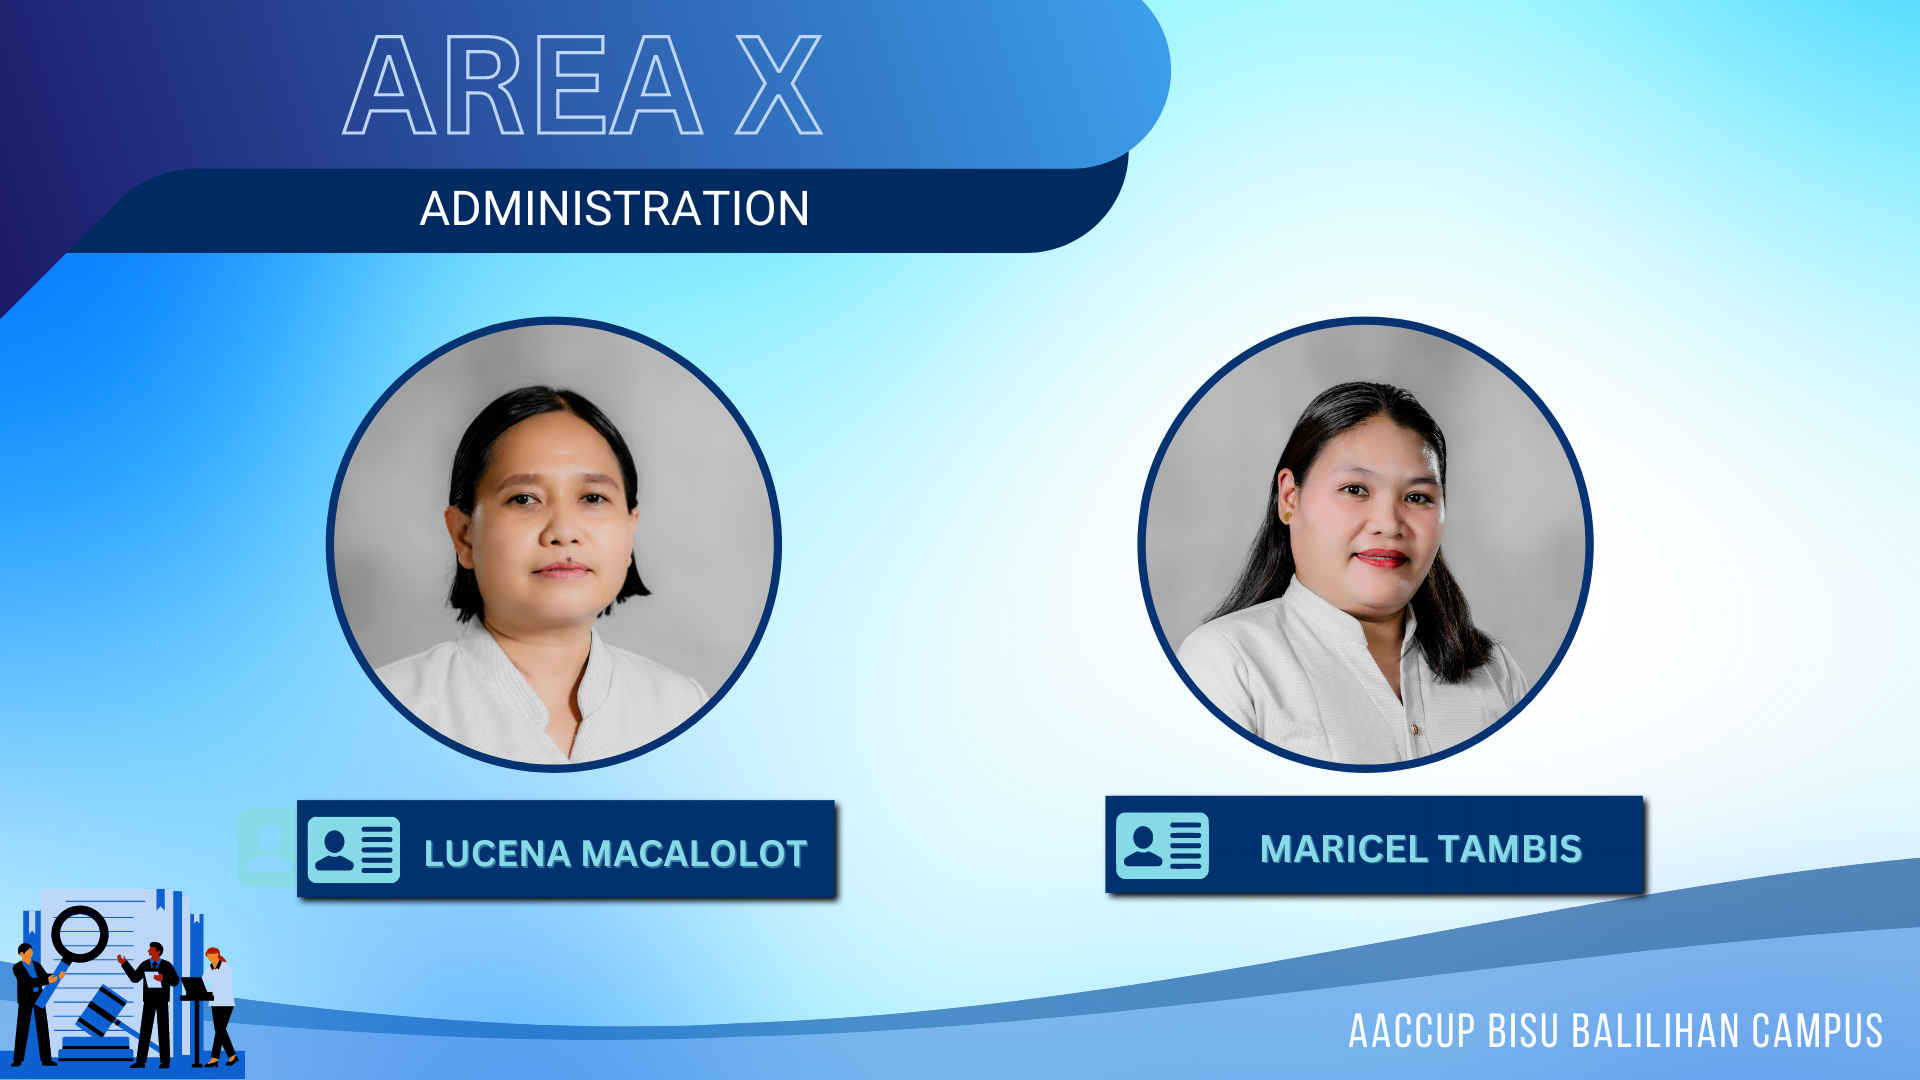 AREA X
ADMINISTRATION
LUCENA MACALOLOT
MARICEL TAMBIS
AACCUP BISU BALILIHAN CAMPUS